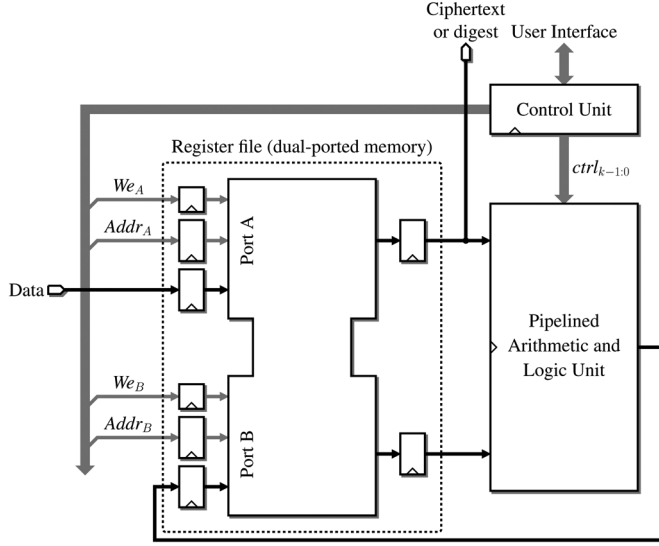 Ciphertext
or digest
User Interface
Control Unit
Register file (dual-ported memory)
ctrlk−1:0
WeA
AddrA
Port A
Data
Pipelined
Arithmetic and
Logic Unit
WeB
AddrB
Port B